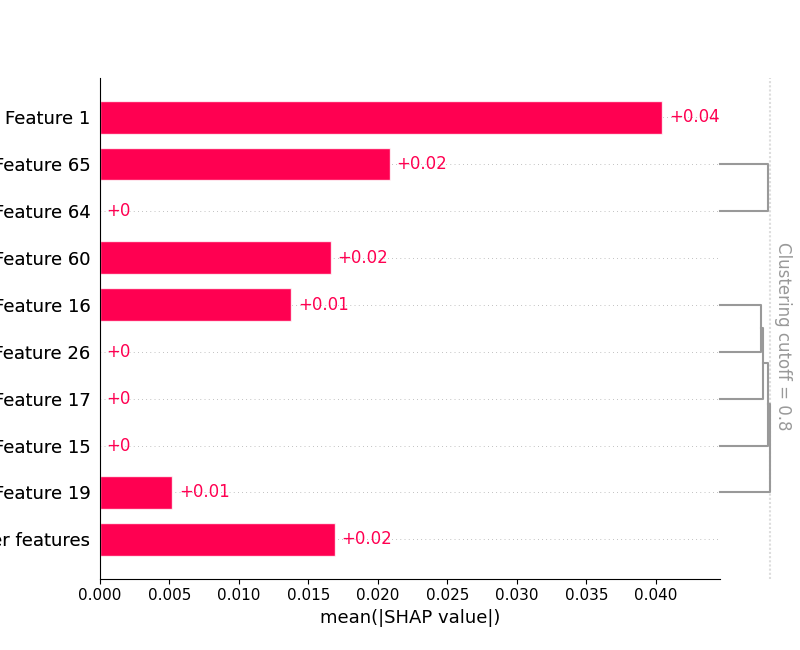 Feature 1
+0.04
Feature 65
+0.02
Feature 64
+0
Feature 60
+0.02
Feature 16
+0.01
Feature 26
+0
Feature 17
+0
Feature 15
+0
Feature 19
+0.01
features
+0.02
Clustering cutoff = 0.8
0.000 0.005 0.010 0.015 0.020 0.025 0.030 0.035 0.040
mean(|SHAP value|)